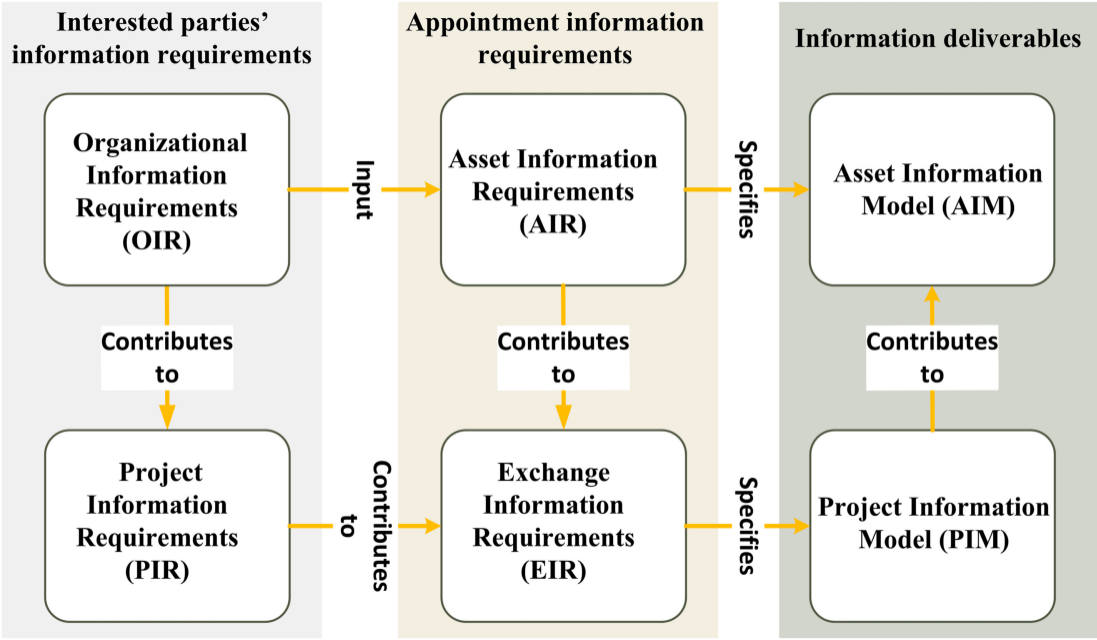 Interested parties’
information requirements
Appointment information
requirements
Information deliverables
Organizational
Information
Requirements
(OIR)
Input
Asset Information
Requirements
(AIR)
Specifies
Asset Information
Model (AIM)
Contributes
to
Contributes
to
Contributes
to
Project
Information
Requirements
(PIR)
Contributes
to
Exchange
Information
Requirements
(EIR)
Specifies
Project Information
Model (PIM)